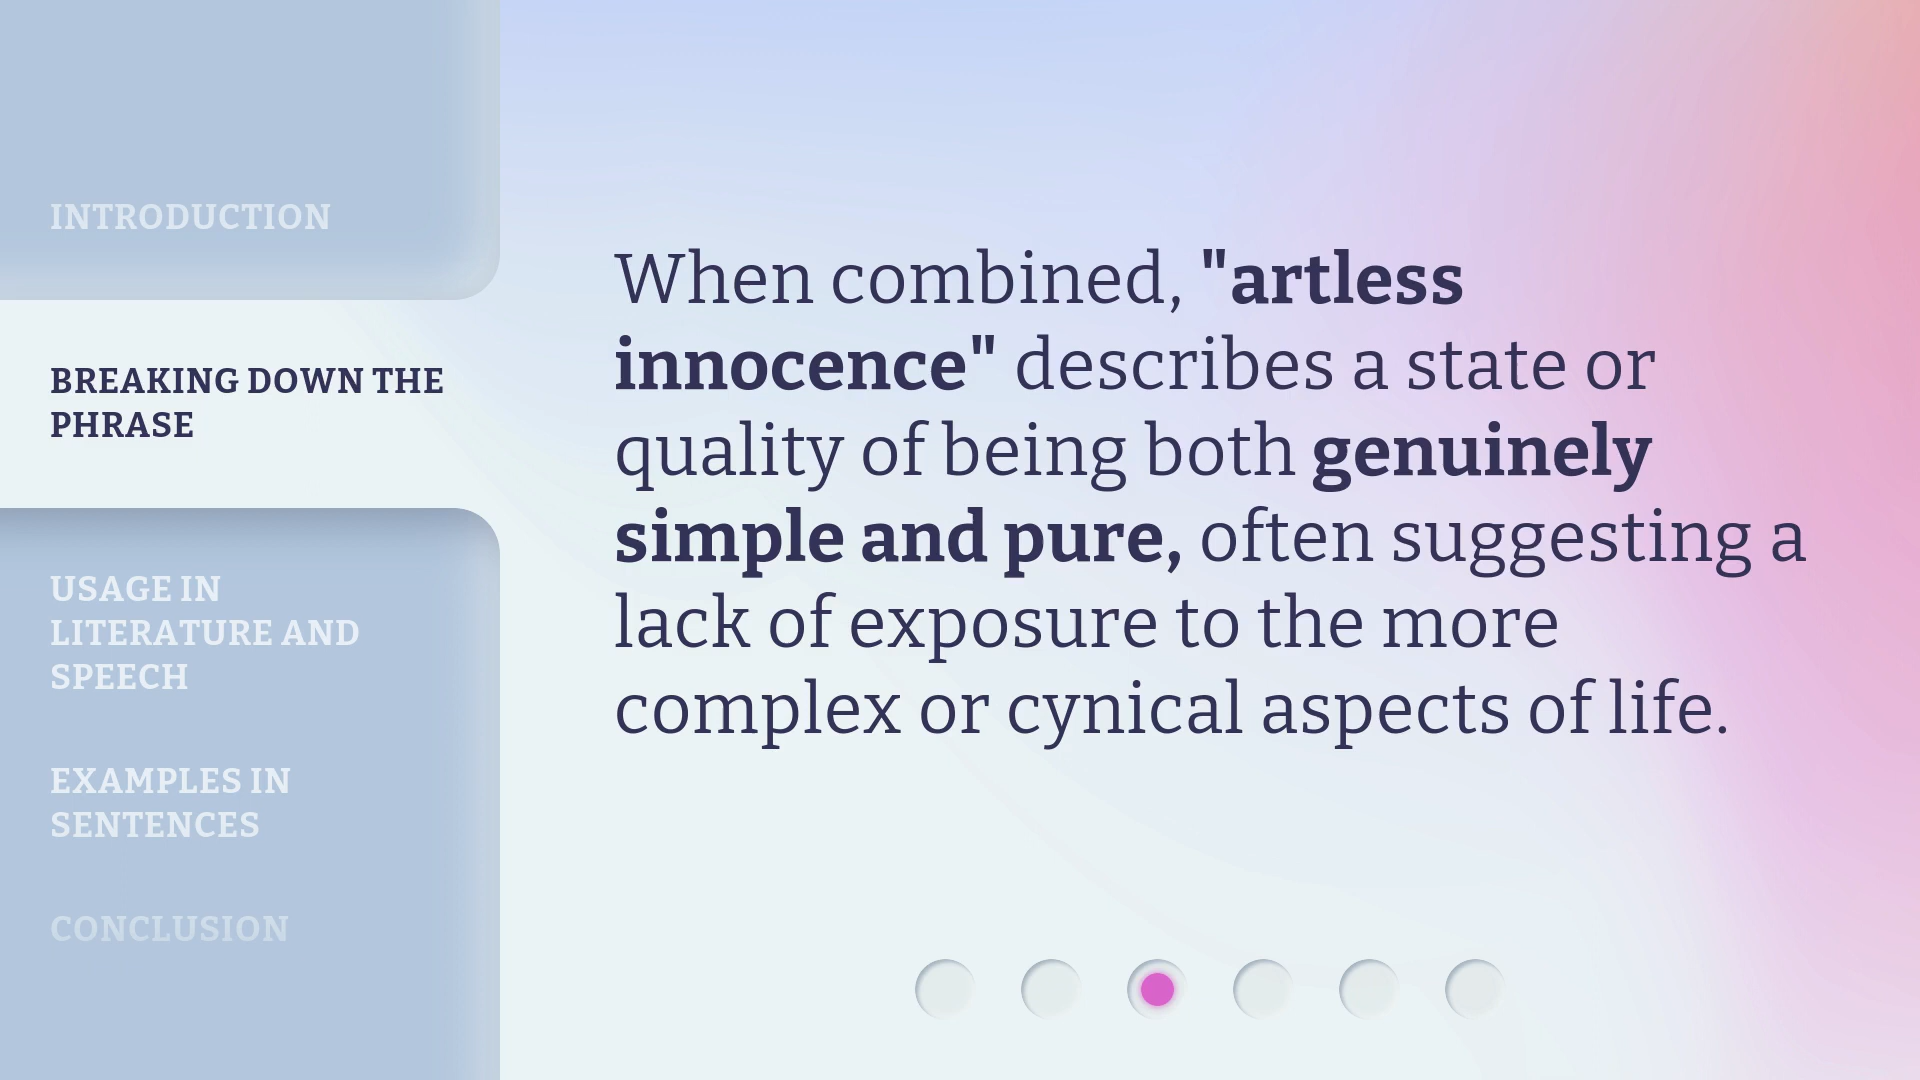 INTRODUCTION
BREAKING DOWN THE
PHRASE
USAGE IN
LITERATURE AND
SPEECH
EXAMPLES IN
SENTENCES
CONCLUSION
When combined, "artless
innocence" describes a state or
quality of being both genuinely
simple and pure, often suggesting a
lack of exposure to the more
complex or cynical aspects of life.